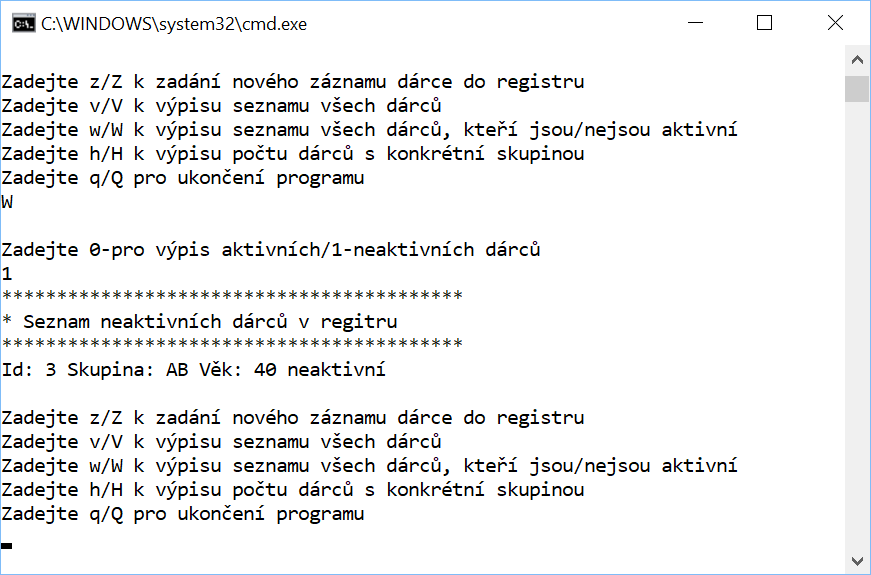 C:\WINDOWS\system32\cmd.exe
Zadejte z/Z k zadání nového záznamu dárce do registru
Zadejte v/V k výpisu seznamu všech dárců
Zadejte w/W k výpisu seznamu všech dárců, kteří jsou/nejsou aktivní
Zadejte h/H k výpisu počtu dárců s konkrétní skupinou
Zadejte q/Q pro ukončení programu
W
Zadejte 0-pro výpis aktivních/1-neaktivních dárců
1
******************************************
* Seznam neaktivních dárců v regitru
******************************************
Id: 3 Skupina: AB Věk: 40 neaktivní
Zadejte z/Z k zadání nového záznamu dárce do registru
Zadejte v/V k výpisu seznamu všech dárců
Zadejte w/W k výpisu seznamu všech dárců, kteří jsou/nejsou aktivní
Zadejte h/H k výpisu počtu dárců s konkrétní skupinou
Zadejte q/Q pro ukončení programu